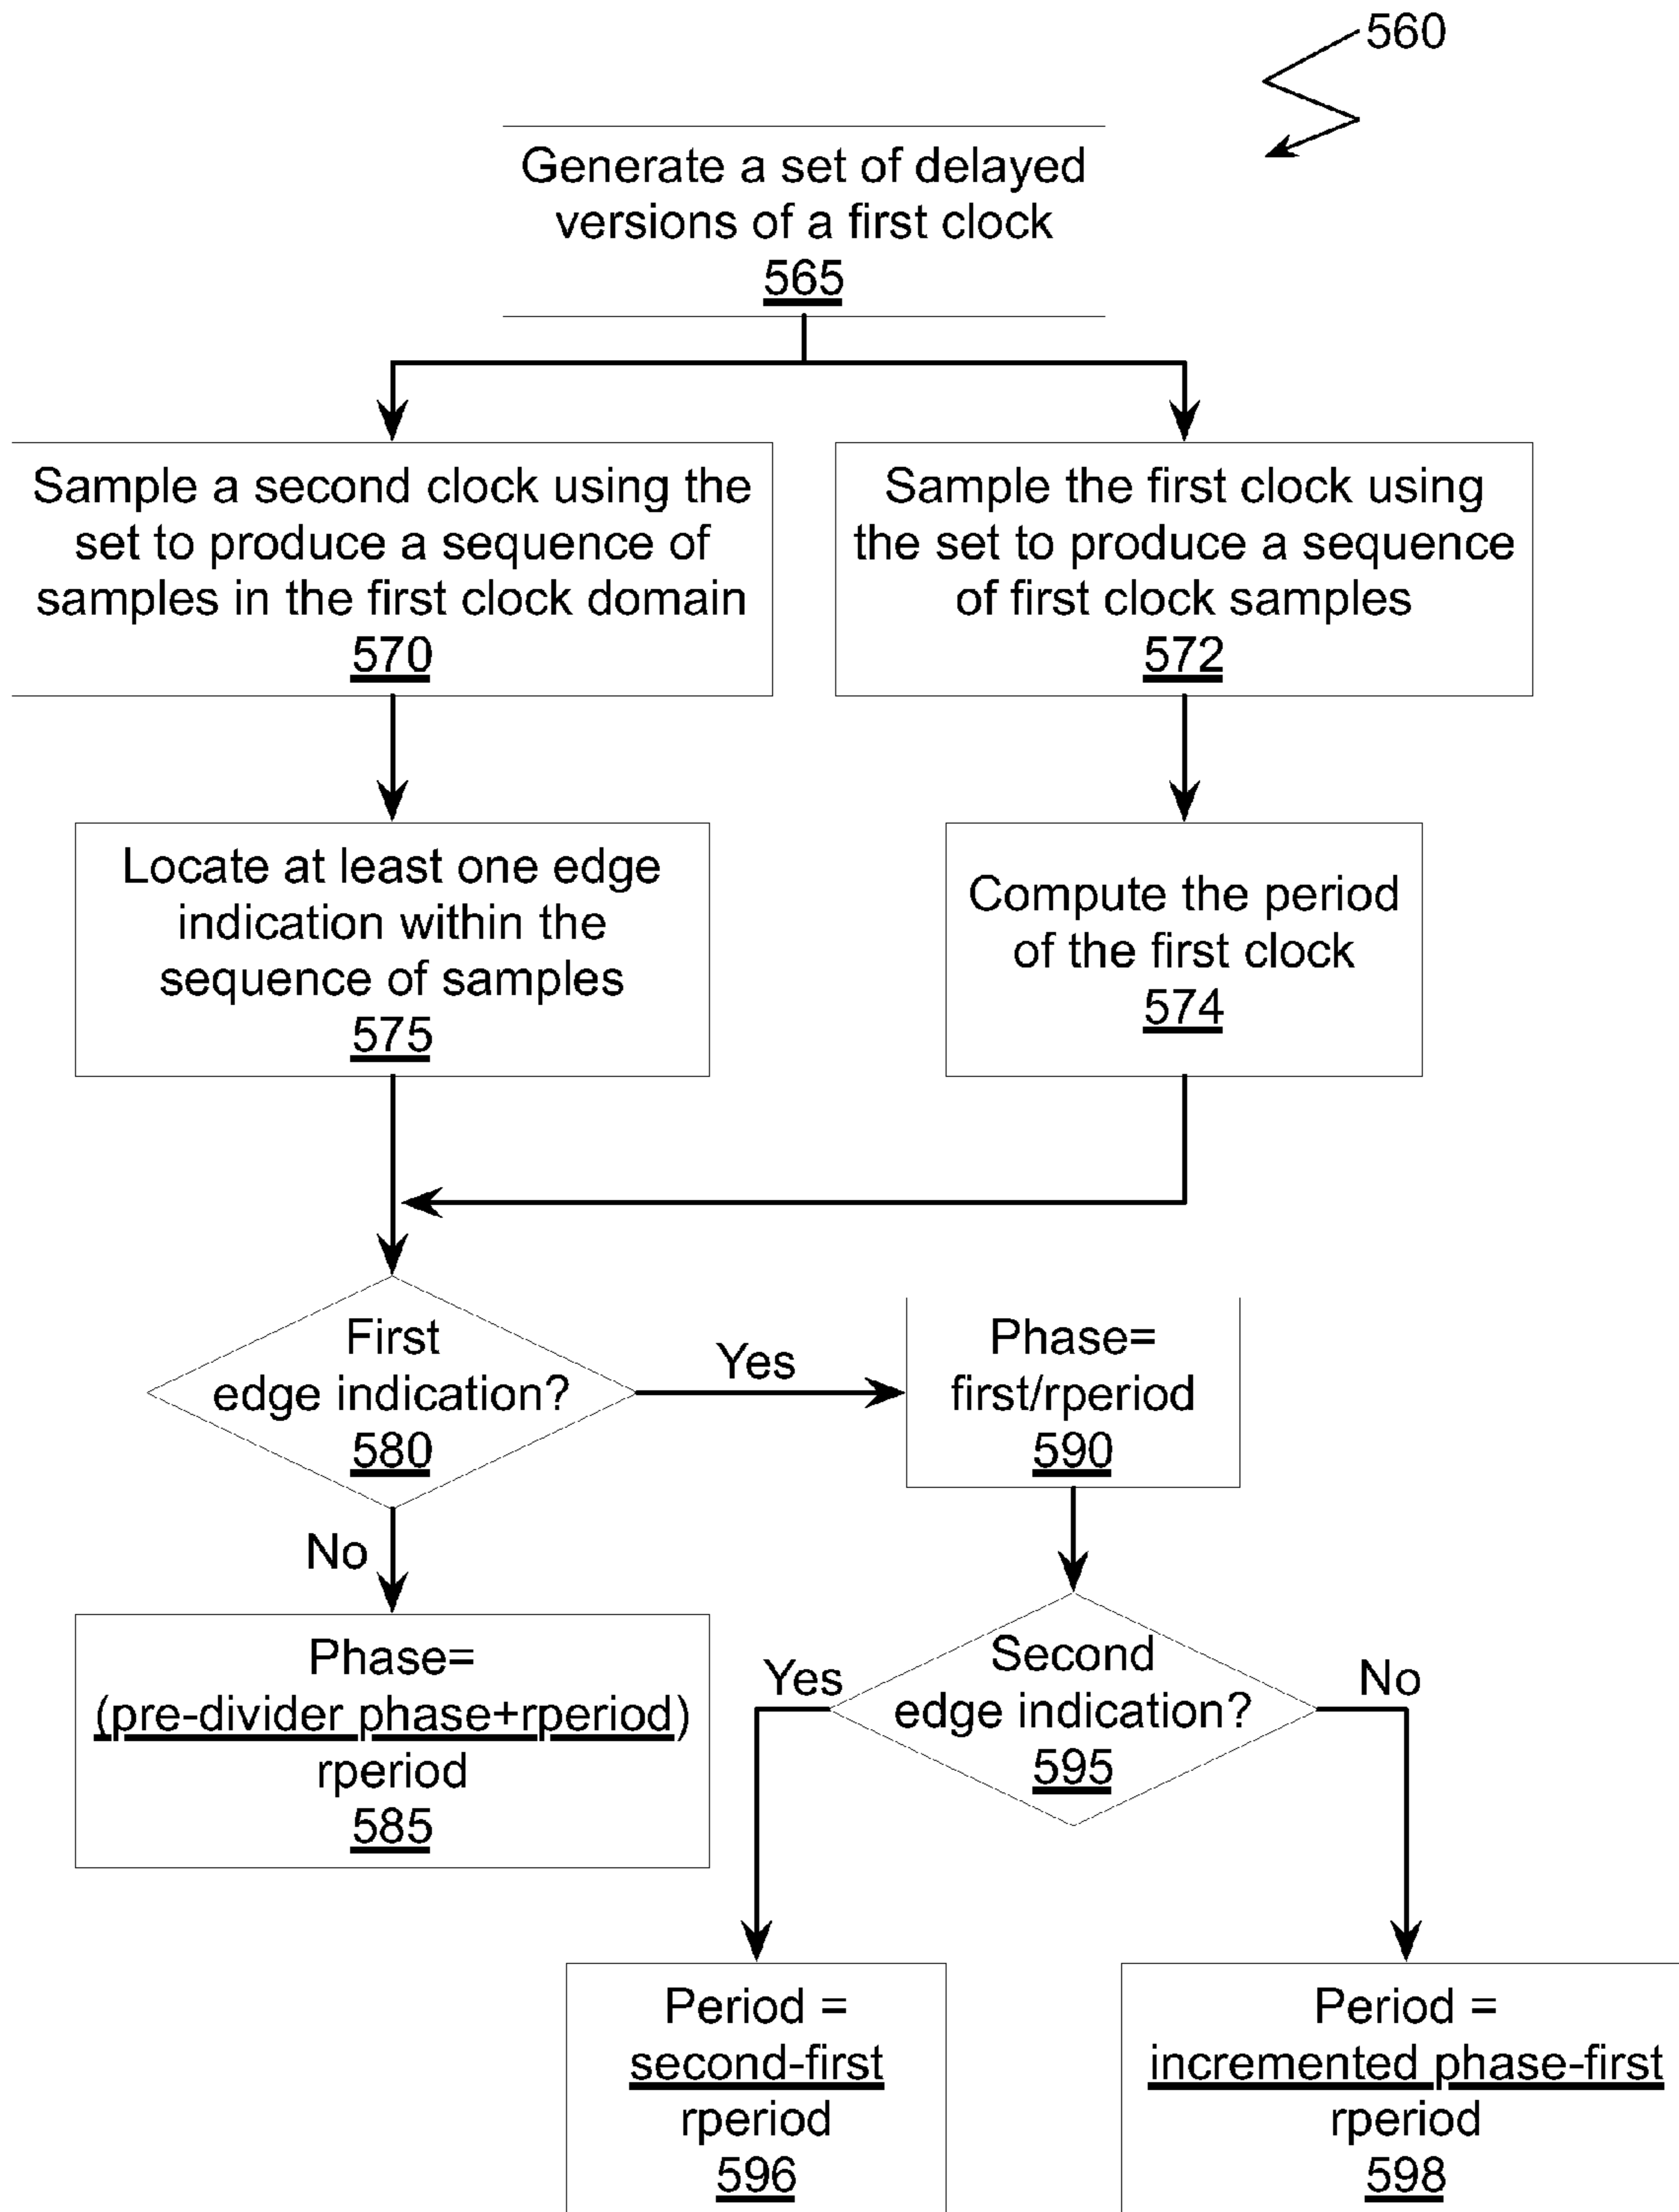 560
Generate a set of delayed
versions of a first clock
565
Sample a second clock using the
set to produce a sequence of
samples in the first clock domain
570
Sample the first clock using
the set to produce a sequence
of first clock samples
572
Locate at least one edge
indication within the
sequence of samples
575
Compute the period
of the first clock
574
First
edge indication?
580
Yes
Phase=
first/rperiod
590
No
Phase=
(pre-divider phase+rperiod)
rperiod
585
Second
edge indication?
595
Yes
No
Period =
second-first
rperiod
596
Period =
incremented phase-first
rperiod
598